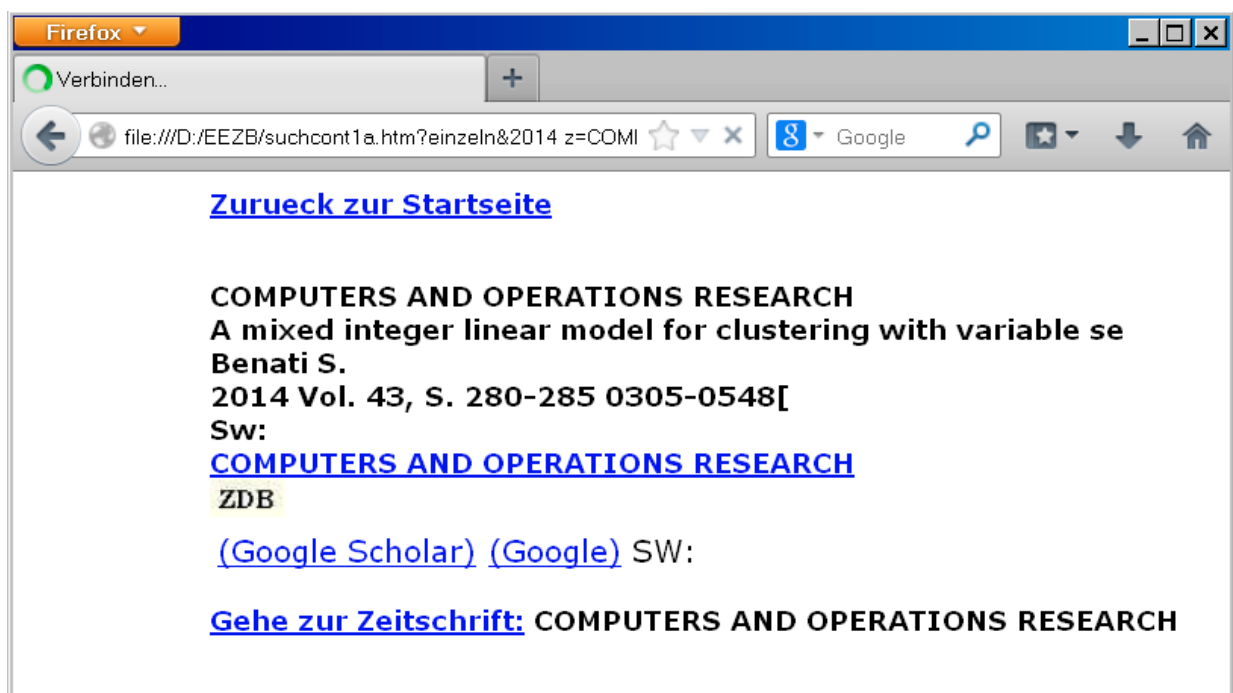 Firefox
Verbinden...
file:///D:/EEZB/suchcont1a.htm?einzeln&2014 z=COMI
8 Google
Zurueck zur Startseite
COMPUTERS AND OPERATIONS RESEARCH
A mixed integer linear model for clustering with variable se
Benati S.
2014 Vol. 43, S. 280-285 0305-0548[
Sw:
COMPUTERS AND OPERATIONS RESEARCH
ZDB
(Google Scholar) (Google) SW:
Gehe zur Zeitschrift: COMPUTERS AND OPERATIONS RESEARCH